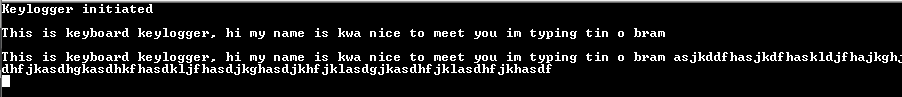 Keylogger initiated
This is keyboard keylogger, hi my name is kwa nice to meet you im typing tin o bram
This is keyboard keylogger, hi my name is kwa nice to meet you im typing tin o bram asjkddfhasjkdfhaskldjfhajkghj
dhfjkasdhgkasdhkfhasdkljfhasdjkghasdjkhfjklasdgjkasdhfjklasdhfjkhasdf